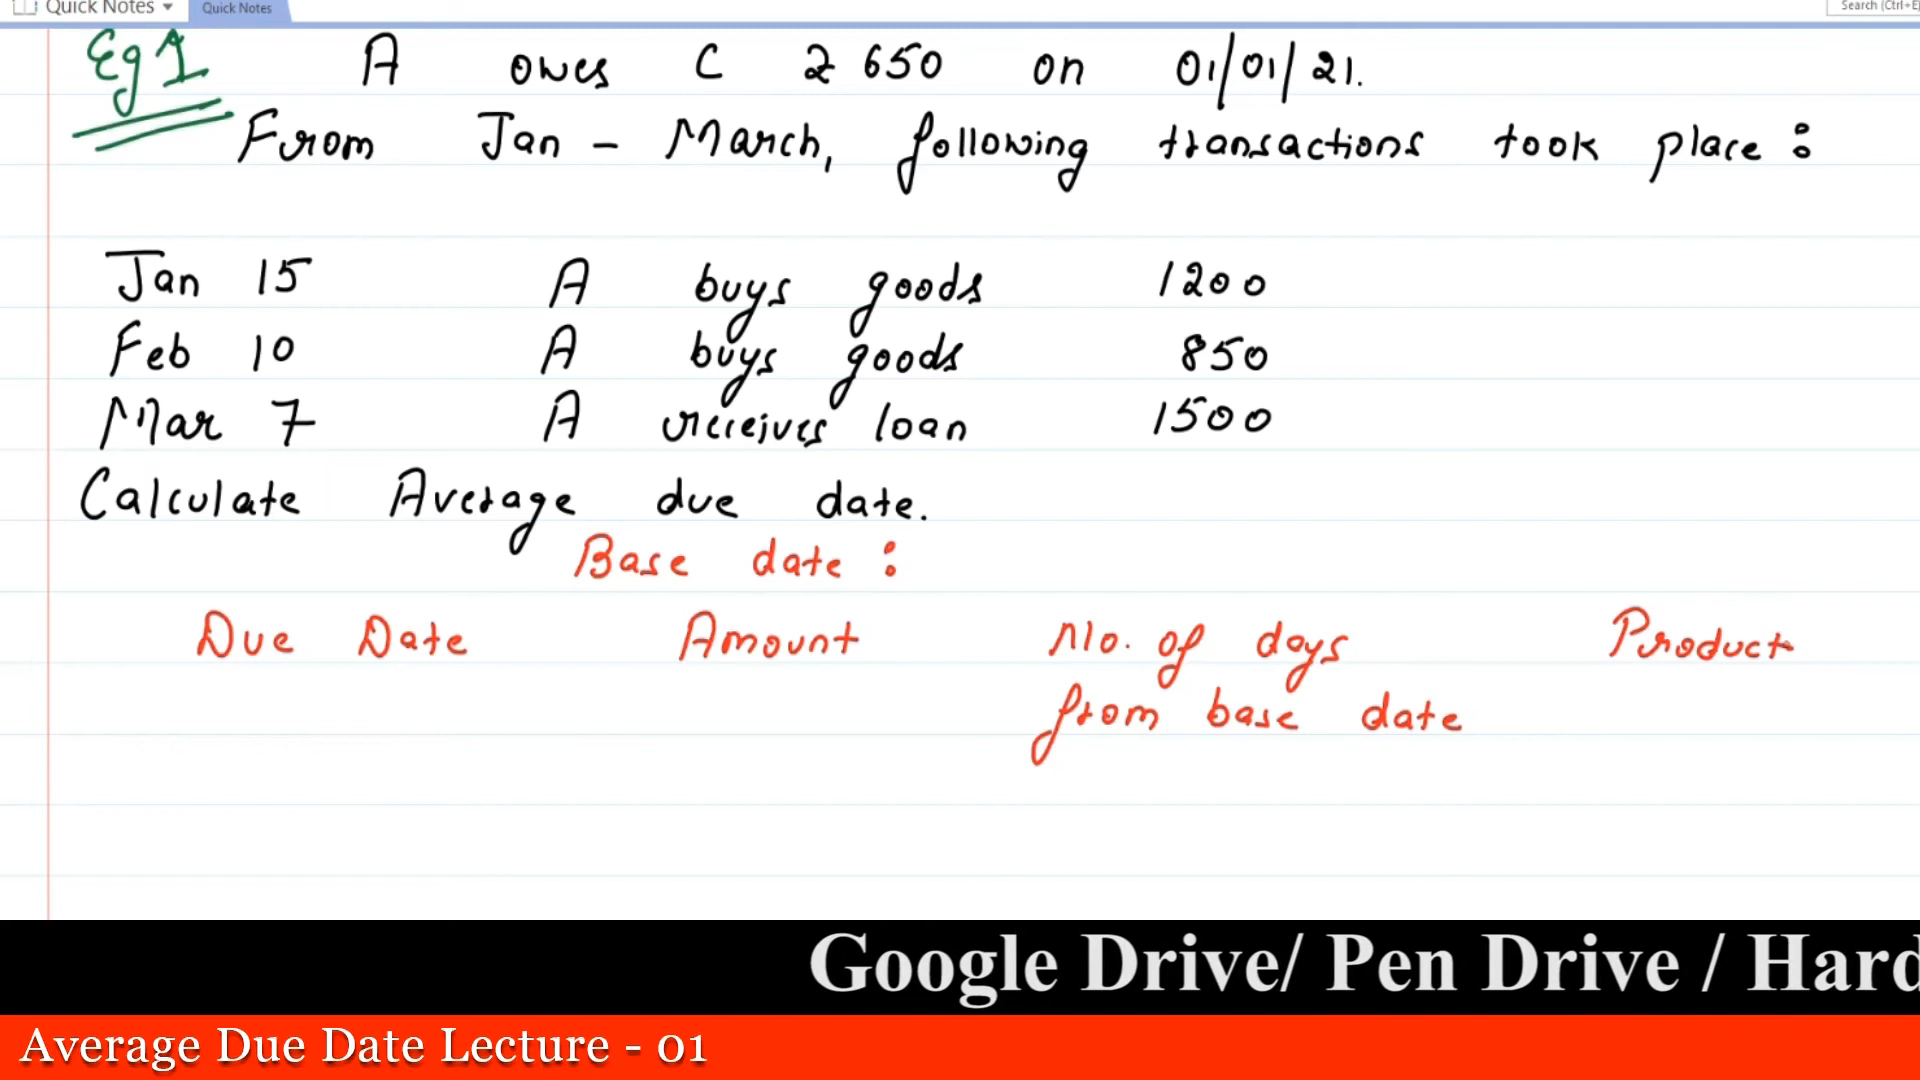 Quick Notes
Quick Notes
Search (Ctrl+E
Eg 1 A owes C ₹ 650 on 01/01/21.
From Jan - March, following transactions took place :
Jan 15 A buys goods 1200
Feb 10 A buys goods 850
Mar 7 A receives loan 1500
Calculate Average due date.
Base date :
Due Date Amount No. of days Product
from base date
Google Drive/ Pen Drive / Hard
Average Due Date Lecture - 01